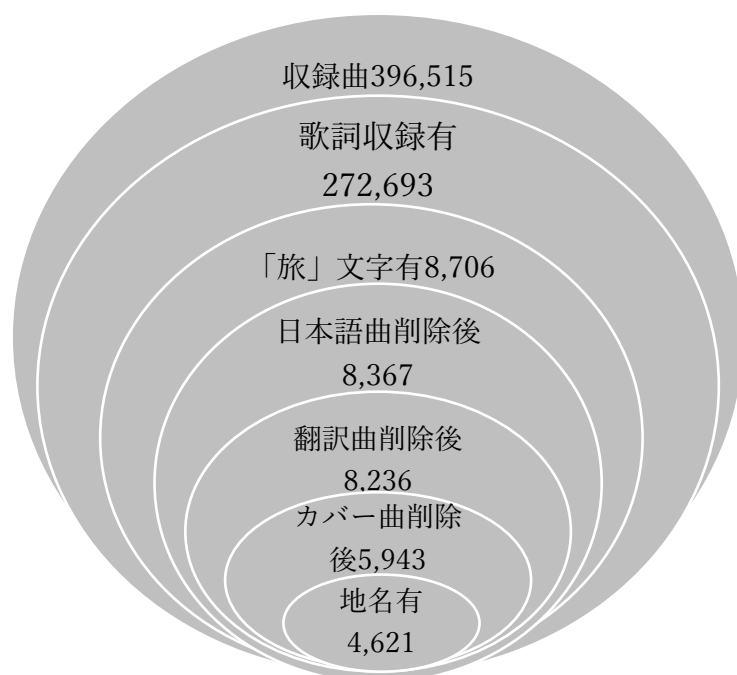 収録曲396,515
歌詞収録有
272,693
「旅」文字有8,706
日本語曲削除後
8,367
翻訳曲削除後
8,236
カバー曲削除
後5,943
地名有
4,621